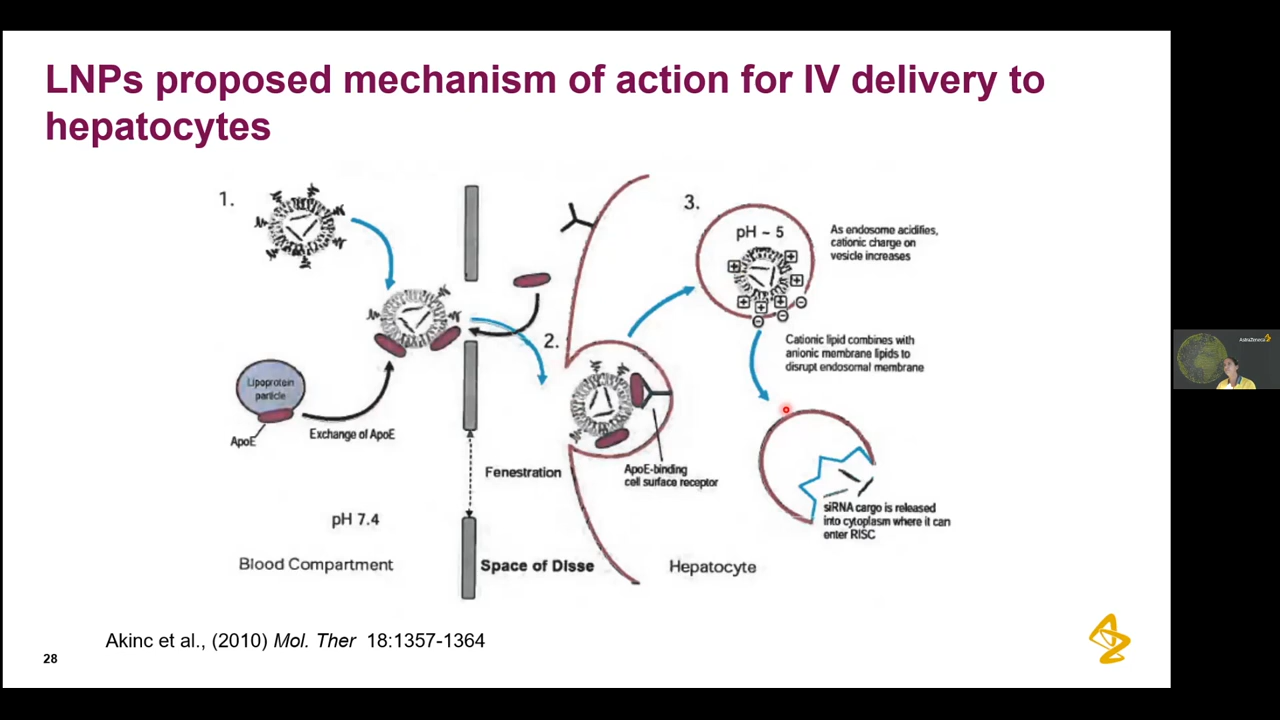 LNPs proposed mechanism of action for IV delivery to
hepatocytes
1.
Lipoprotein
particle
ApoE
Exchange of ApoE
pH 7.4
Blood Compartment
Fenestration
Space of Disse
2.
ApoE-binding
cell surface receptor
Hepatocyte
3.
pH ~ 5
As endosome acidifies,
cationic charge on
vesicle increases
Cationic lipid combines with
anionic membrane lipids to
disrupt endosomal membrane
siRNA cargo is released
into cytoplasm where it can
enter RISC
Akinc et al., (2010) Mol. Ther 18:1357-1364
28
AstraZeneca